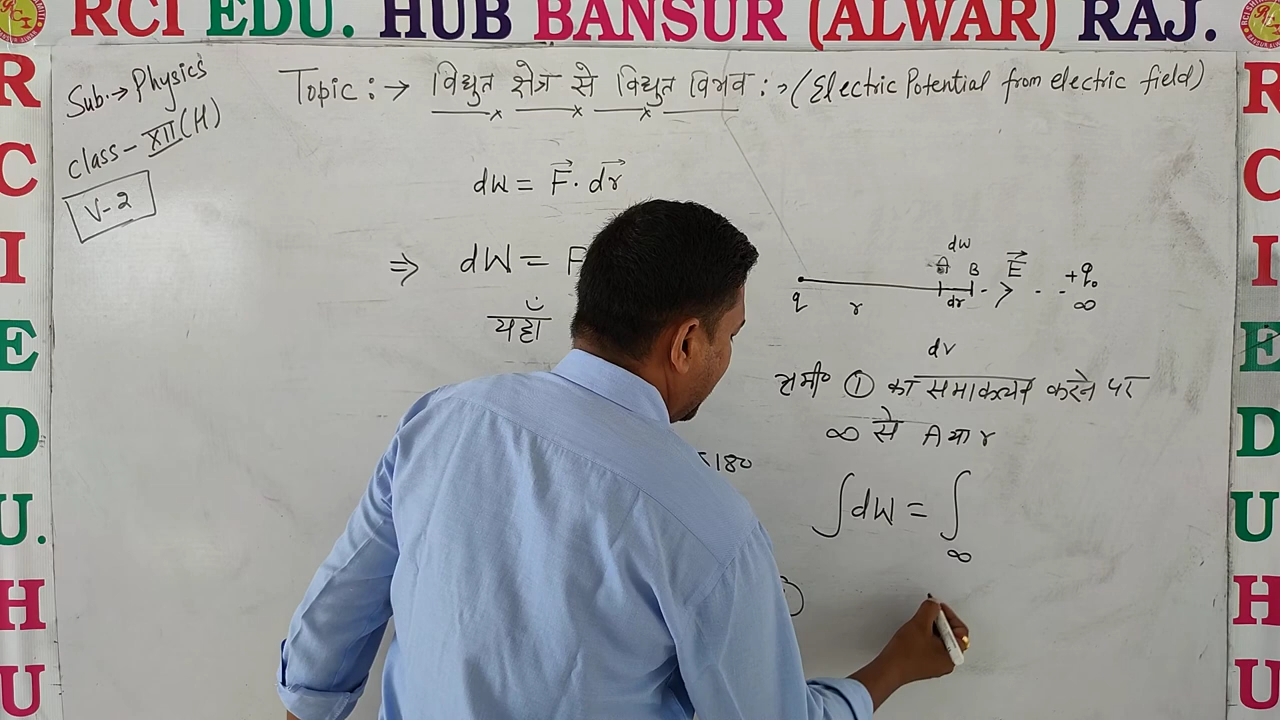 RCI EDU. HUB BANSUR (ALWAR) RAJ.
R
C
I
E
D
U.
H
U
Sub.→ Physics
class- XII (H)
V-2
Topic:→ विद्युत क्षेत्र से विद्युत विभव:→(Electric Potential from electric field)
dW = F⃗. dr⃗
⇒ dW = F
यहाँ
180
dw
A B E⃗ +q₀
q r dr ∞
dv
समी० ① का समाकलन करने पर
∞ से A या r
∫dW = ∫
∞
R
C
I
E
D
U
H
U